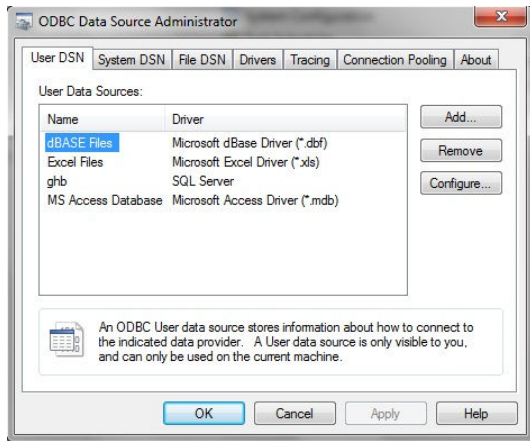 ODBC Data Source Administrator
User DSN System DSN File DSN Drivers Tracing Connection Pooling About
User Data Sources:
Name Driver
dBASE Files Microsoft dBase Driver (*.dbf)
Excel Files Microsoft Excel Driver (*.xls)
ghb SQL Server
MS Access Database Microsoft Access Driver (*.mdb)
Add...
Remove
Configure...
An ODBC User data source stores information about how to connect to
the indicated data provider. A User data source is only visible to you,
and can only be used on the current machine.
OK Cancel Apply Help